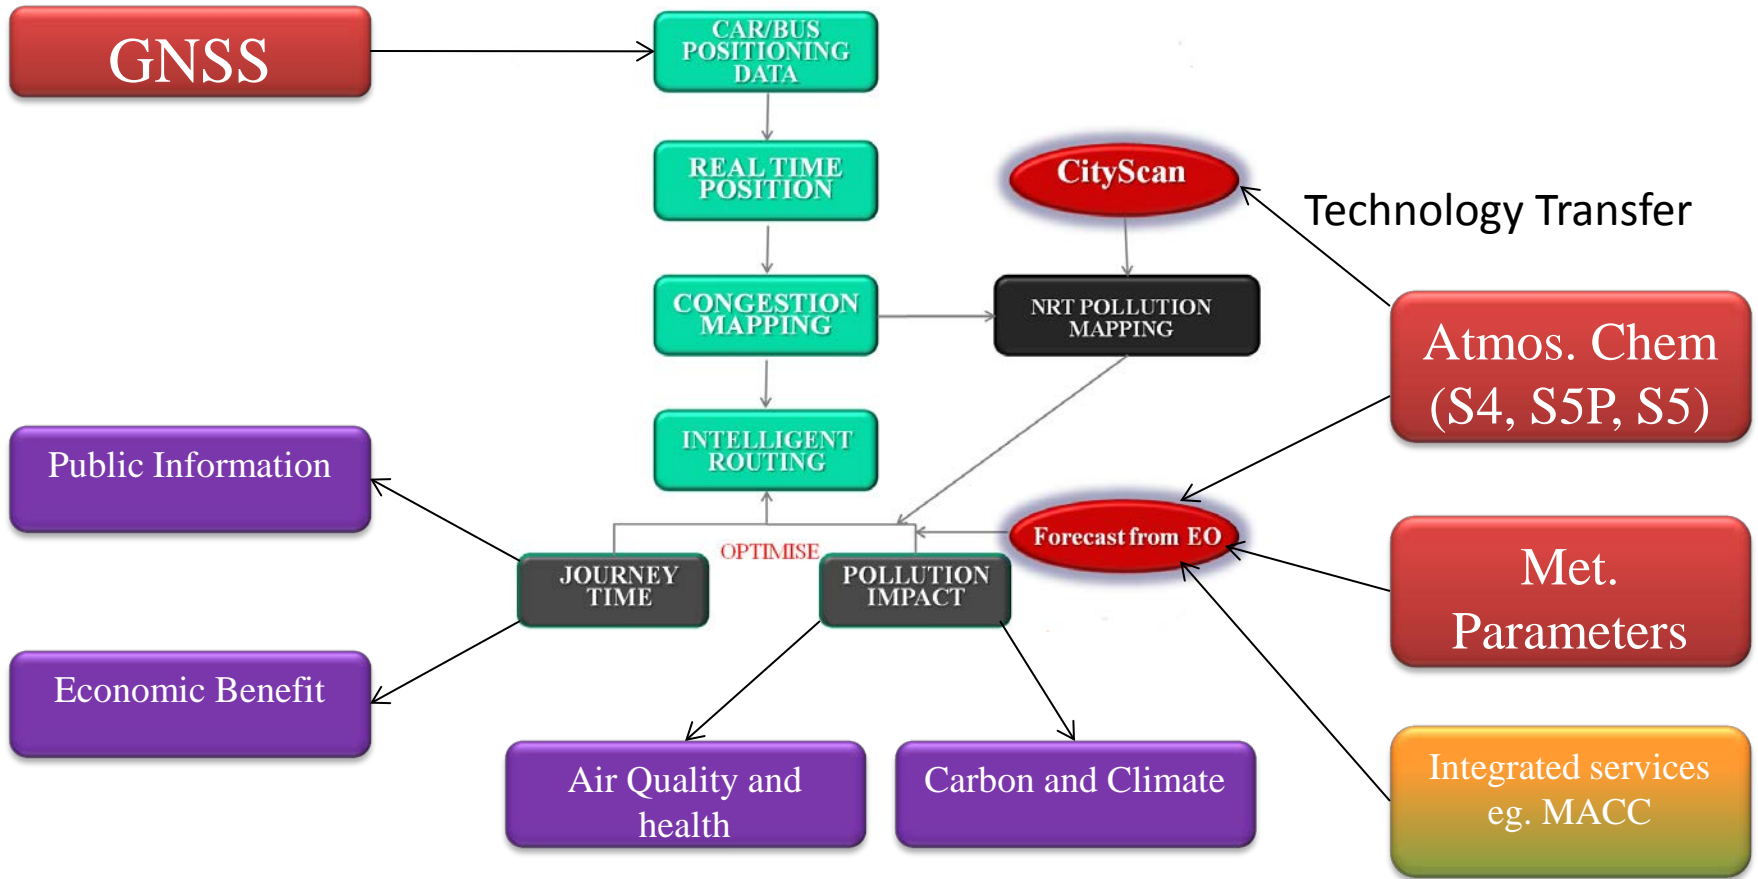 GNSS
CAR/BUS
POSITIONING
DATA
REAL TIME
POSITION
CityScan
Technology Transfer
CONGESTION
MAPPING
NRT POLLUTION
MAPPING
Atmos. Chem
(S4, S5P, S5)
INTELLIGENT
ROUTING
Public Information
OPTIMISE
Forecast from EO
JOURNEY
TIME
POLLUTION
IMPACT
Met.
Parameters
Economic Benefit
Air Quality and
health
Carbon and Climate
Integrated services
eg. MACC